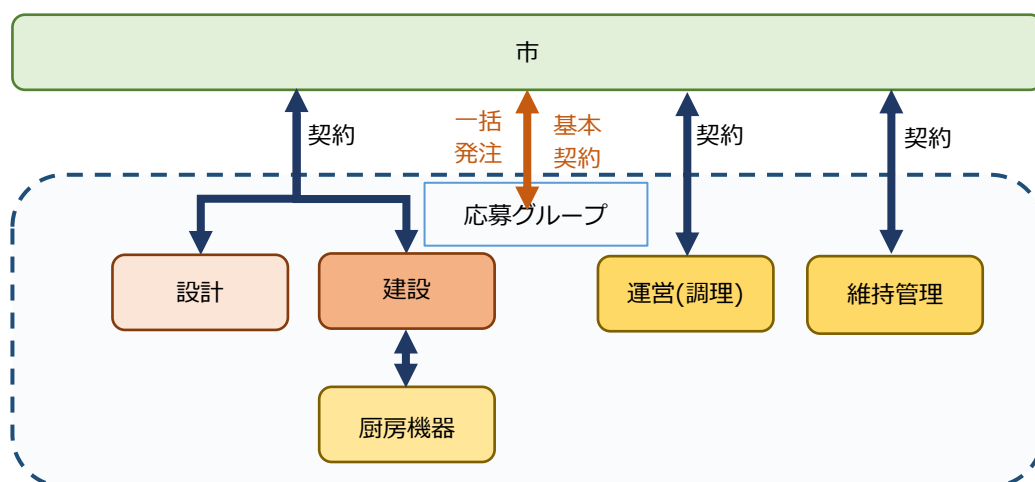 市
契約
一括
発注
基本
契約
契約
契約
応募グループ
設計
建設
運営(調理)
維持管理
厨房機器